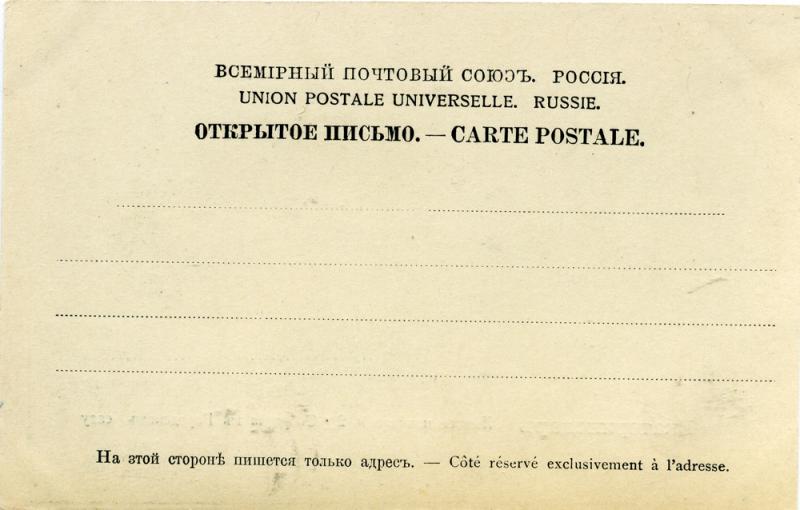 ВСЕМІРНЫЙ ПОЧТОВЫЙ СОЮЗЪ. РОССІЯ.
UNION POSTALE UNIVERSELLE. RUSSIE.
ОТКРЫТОЕ ПИСЬМО. — CARTE POSTALE.
На этой сторонѣ пишется только адресъ. — Côté réservé exclusivement à l'adresse.